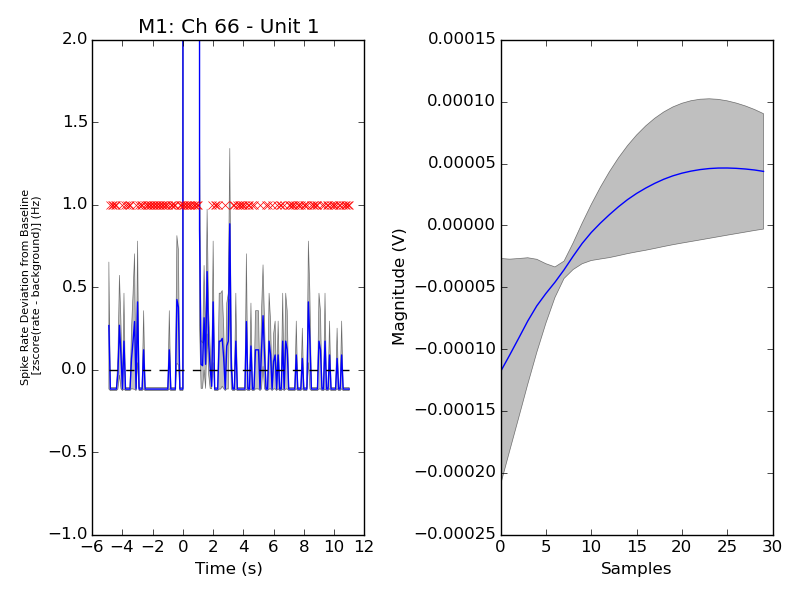 M1: Ch 66 - Unit 1
2.0
1.5
1.0
0.5
0.0
−0.5
−1.0
−6 −4 −2 0 2 4 6 8 10 12
Time (s)
Spike Rate Deviation from Baseline
[zscore(rate - background)] (Hz)
0.00015
0.00010
0.00005
0.00000
−0.00005
−0.00010
−0.00015
−0.00020
−0.00025
0 5 10 15 20 25 30
Samples
Magnitude (V)